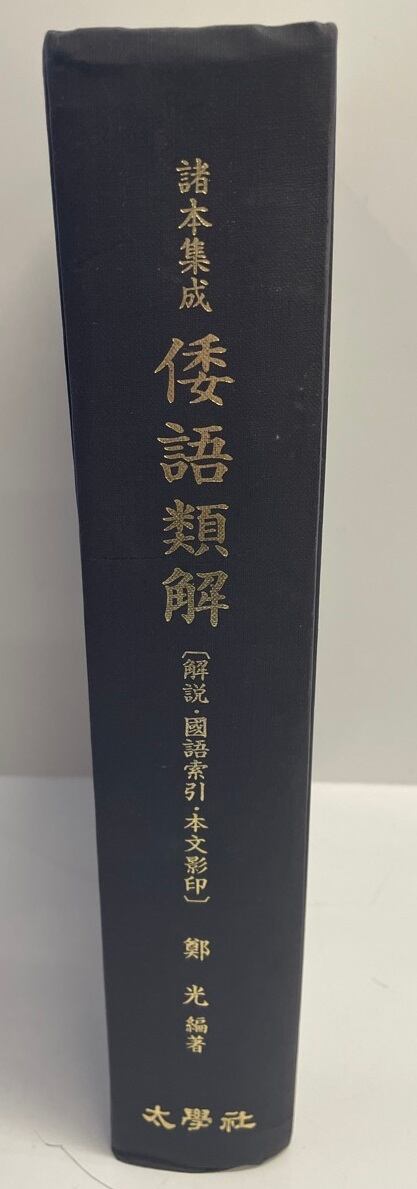 諸本集成
倭語類解
〔解説·國語索引·本文影印〕
鄭光 編著
太學社